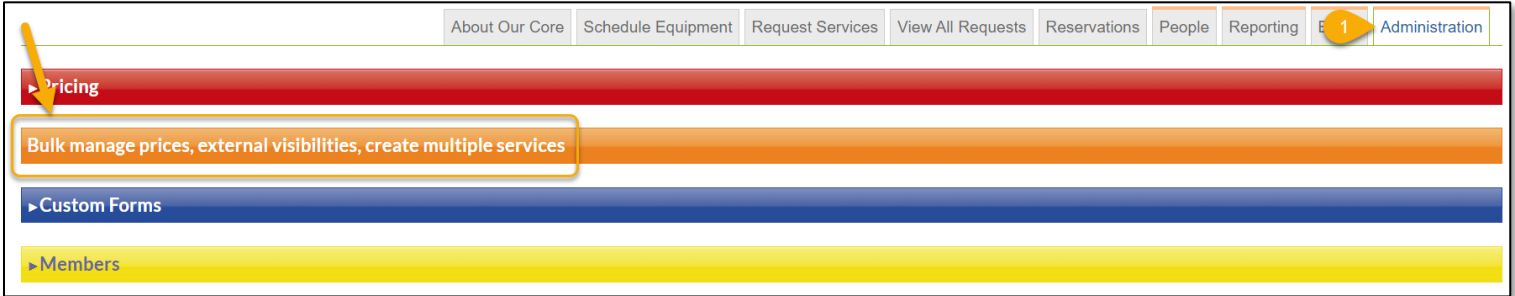 About Our Core Schedule Equipment Request Services View All Requests Reservations People Reporting 1 Administration
▸Pricing
Bulk manage prices, external visibilities, create multiple services
▸Custom Forms
▸Members